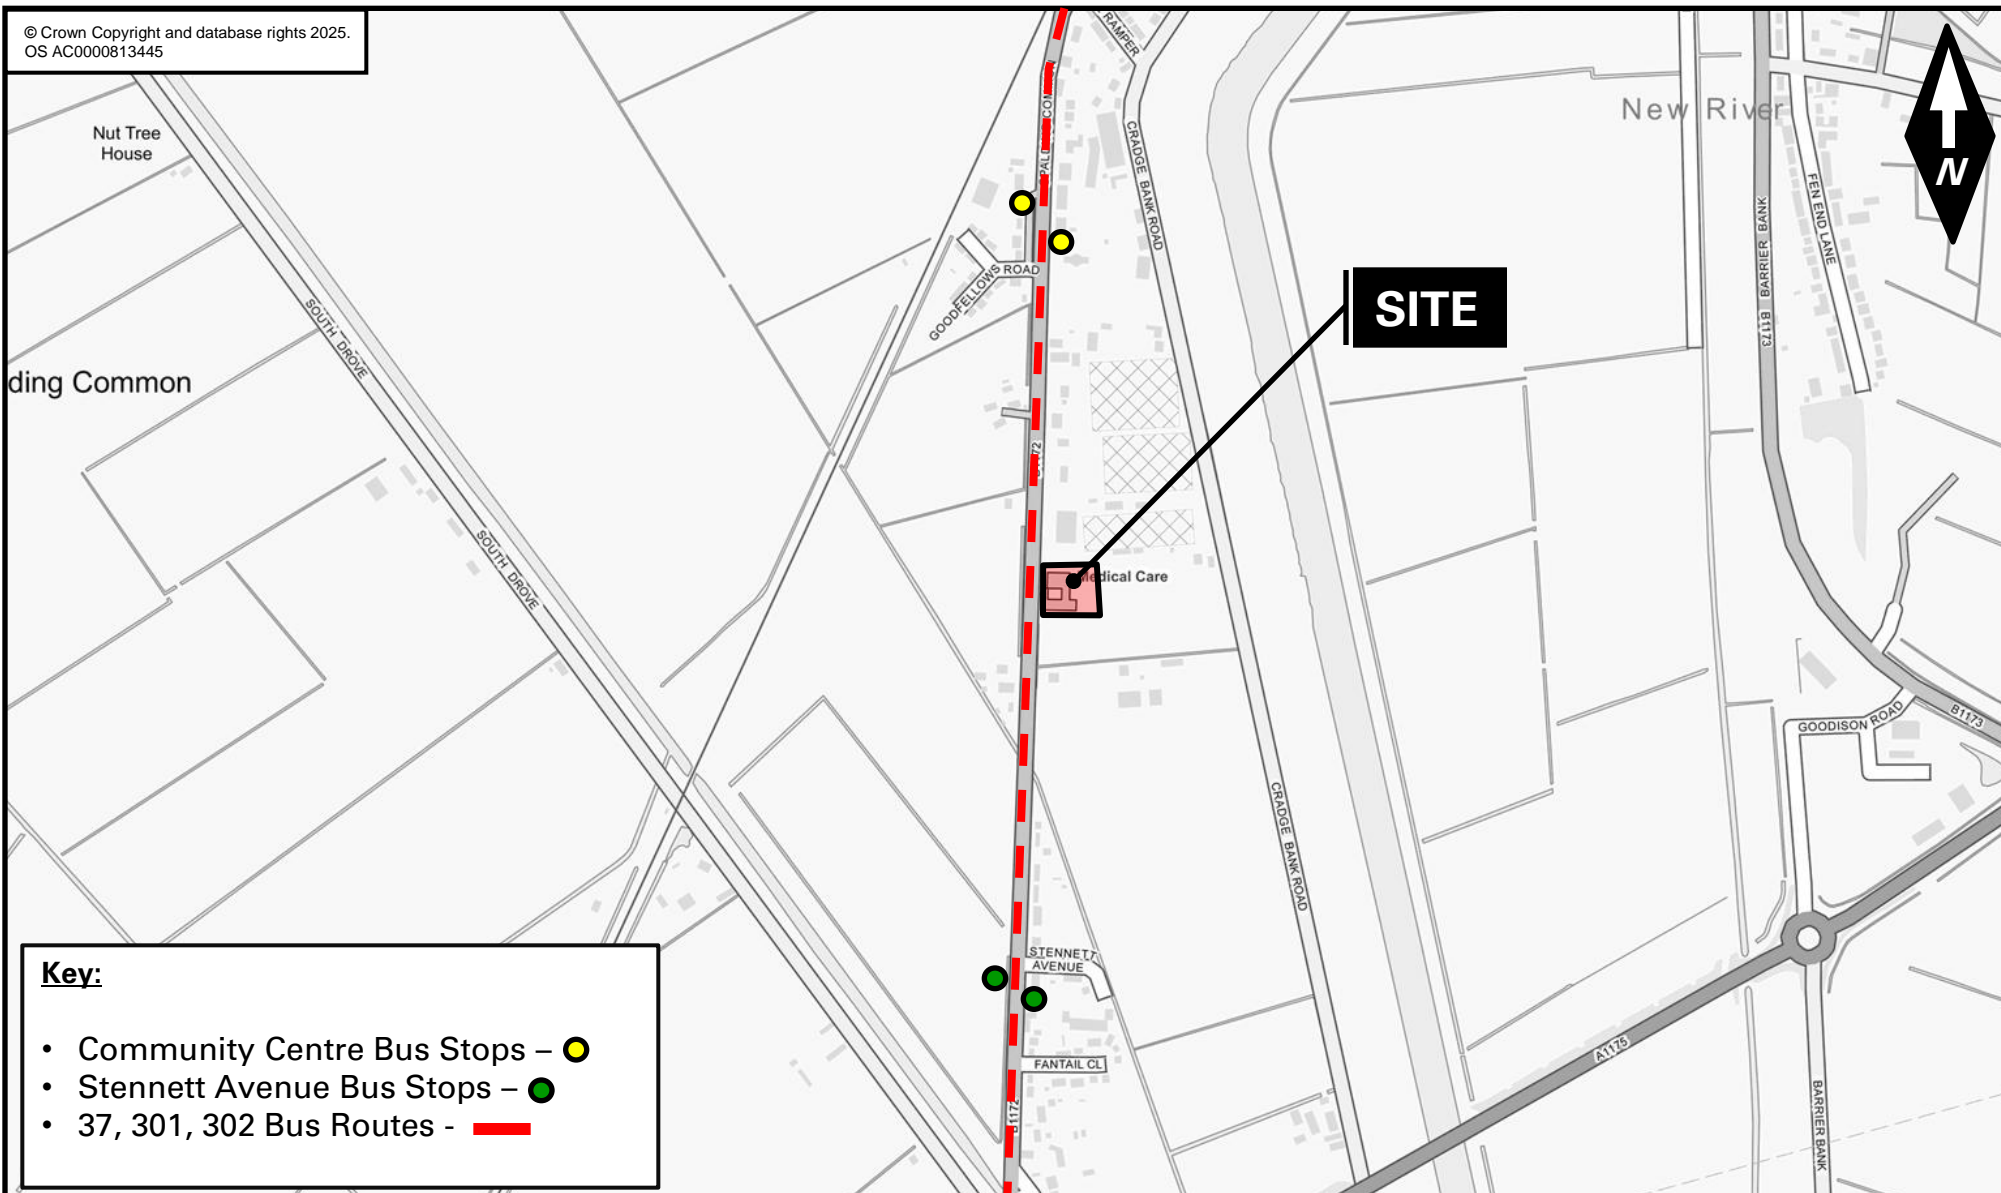 © Crown Copyright and database rights 2025.
OS AC0000813445
RAMPER
Nut Tree
House
New River
N
CRADGE BANK ROAD
BARRIER BANK
B1173
FEN END LANE
GOODFELLOWS ROAD
SOUTH DROVE
SITE
ding Common
SOUTH DROVE
Medical Care
GOODISON ROAD
B1173
CRADGE BANK ROAD
STENNETT
AVENUE
FANTAIL CL
B1172
A1175
BARRIER BANK
Key:
• Community Centre Bus Stops –
• Stennett Avenue Bus Stops –
• 37, 301, 302 Bus Routes -